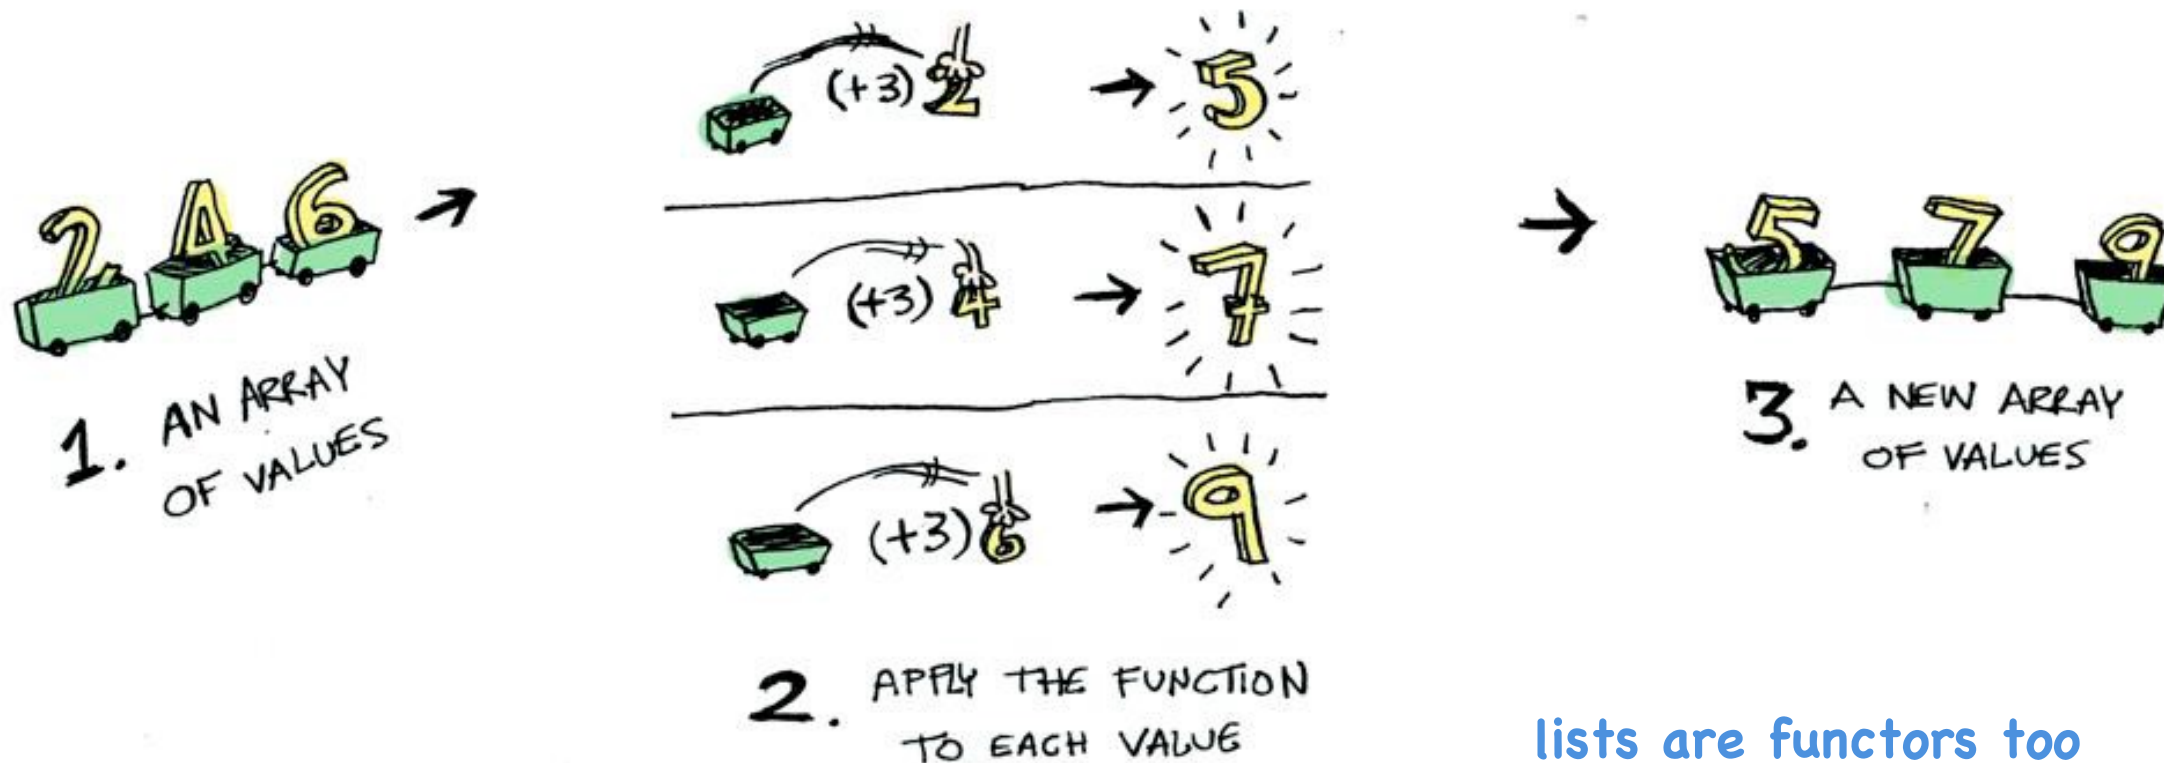 2 4 6
1. AN ARRAY
OF VALUES
(+3) 2 5
(+3) 4 7
(+3) 6 9
2. APPLY THE FUNCTION
TO EACH VALUE
5 7 9
3. A NEW ARRAY
OF VALUES
lists are functors too